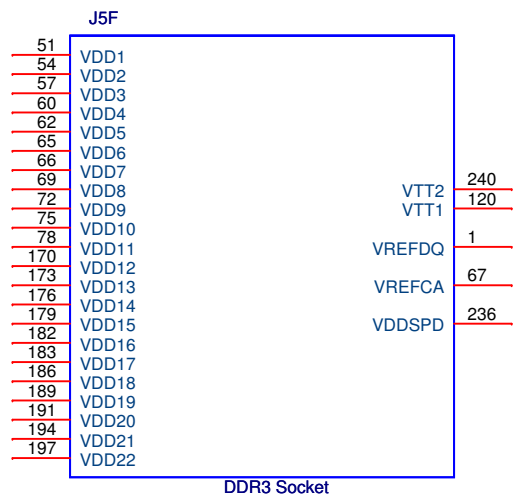 J5F
51 VDD1
54 VDD2
57 VDD3
60 VDD4
62 VDD5
65 VDD6
66 VDD7
69 VDD8
72 VDD9
75 VDD10
78 VDD11
170 VDD12
173 VDD13
176 VDD14
179 VDD15
182 VDD16
183 VDD17
186 VDD18
189 VDD19
191 VDD20
194 VDD21
197 VDD22
VTT2 240
VTT1 120
VREFDQ 1
VREFCA 67
VDDSPD 236
DDR3 Socket